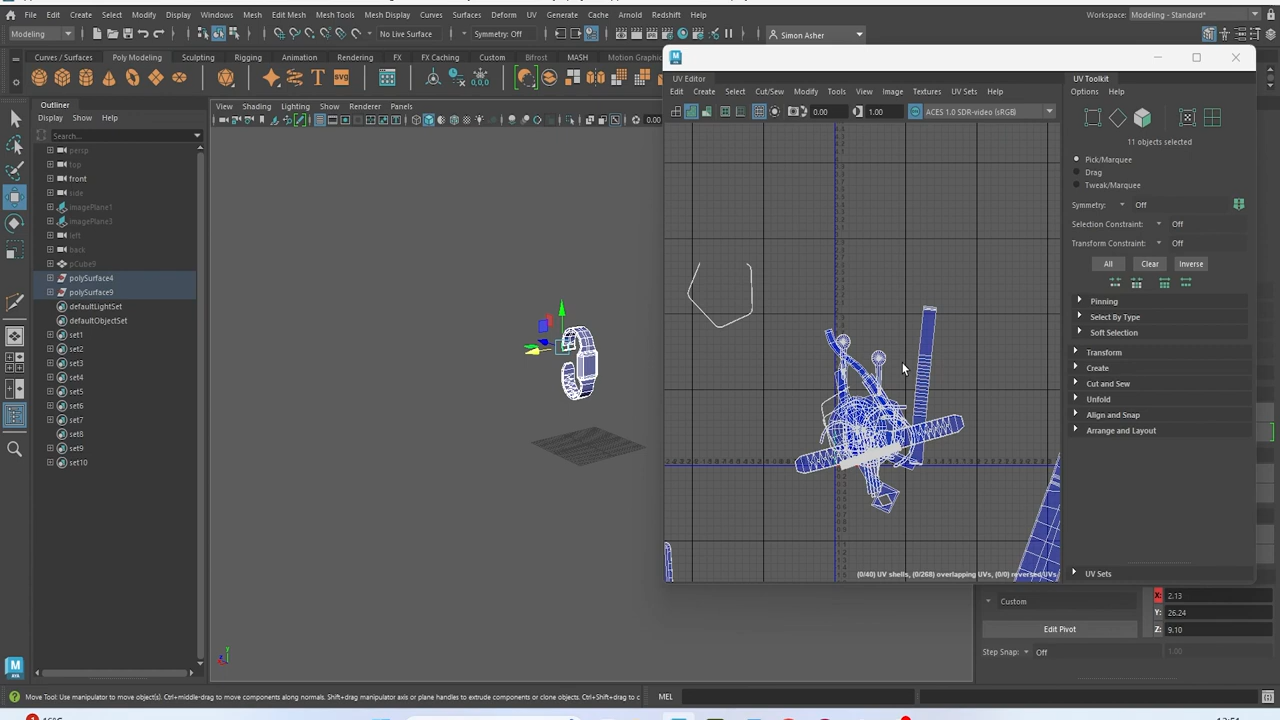 File Edit Create Select Modify Display Windows Mesh Edit Mesh Mesh Tools Mesh Display Curves Surfaces Deform UV Generate Cache Arnold Redshift Help
Workspace: Modeling - Standard*
Modeling
No Live Surface
Symmetry: Off
Simon Asher
Curves / Surfaces Poly Modeling Sculpting Rigging Animation Rendering FX FX Caching Custom Arnold Bifrost MASH Motion Graphi
Outliner
Display Show Help
Search...
persp
top
front
side
imagePlane1
imagePlane3
left
back
pCube9
polySurface4
polySurface9
defaultLightSet
defaultObjectSet
set1
set2
set3
set4
set5
set6
set7
set8
set9
set10
View Shading Lighting Show Renderer Panels
0.00
UV Editor
Edit Create Select Cut/Sew Modify Tools View Image Textures UV Sets Help
0.00
1.00
ACES 1.0 SDR-video (sRGB)
(0/40) UV shells, (0/268) overlapping UVs, (0/0) reversed UVs
UV Toolkit
Options Help
11 objects selected
Pick/Marquee
Drag
Tweak/Marquee
Symmetry: Off
Selection Constraint: Off
Transform Constraint: Off
All Clear Inverse
Pinning
Select By Type
Soft Selection
Transform
Create
Cut and Sew
Unfold
Align and Snap
Arrange and Layout
UV Sets
Custom
Edit Pivot
Step Snap: Off
1.00
X: 2.13
Y: 26.24
Z: 9.10
Move Tool: Use manipulator to move object(s). Ctrl+middle-drag to move components along normals. Shift+drag manipulator axis or plane to extrude components or clone objects. Ctrl+Shift+drag to c
MEL